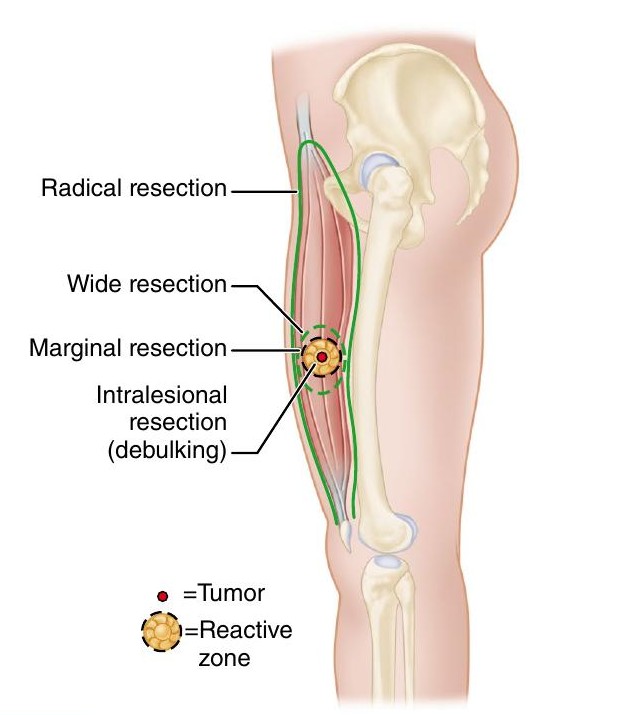 Radical resection
Wide resection
Marginal resection
Intralesional
resection
(debulking)
=Tumor
=Reactive
zone